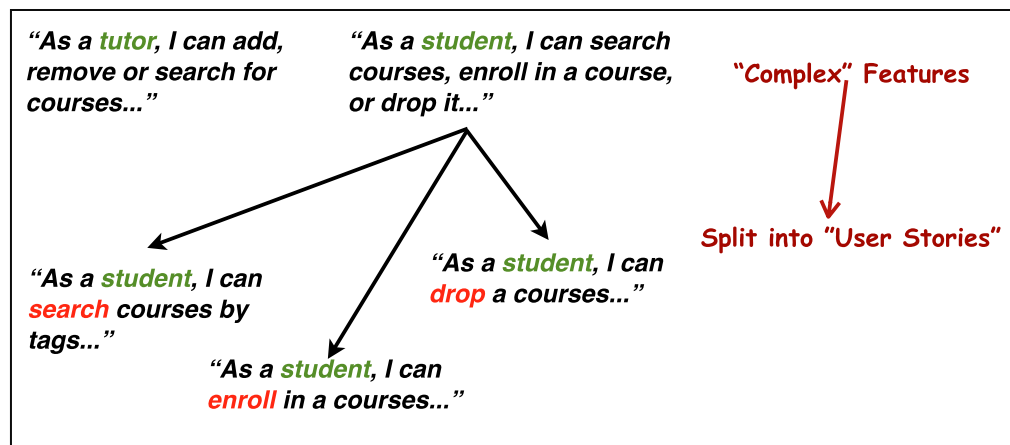 “As a tutor, I can add,
remove or search for
courses...”
“As a student, I can search
courses, enroll in a course,
or drop it...”
“Complex” Features
Split into ”User Stories”
“As a student, I can
search courses by
tags...”
“As a student, I can
drop a courses...”
“As a student, I can
enroll in a courses...”